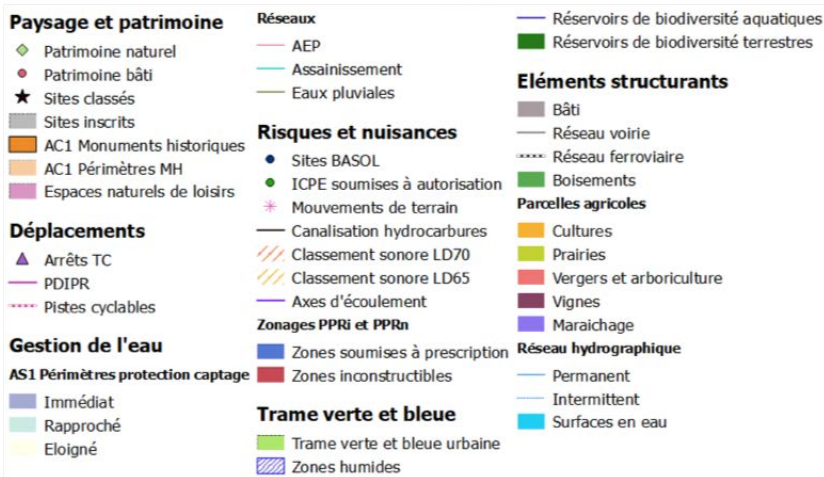 Paysage et patrimoine
Patrimoine naturel
Patrimoine bâti
Sites classés
Sites inscrits
AC1 Monuments historiques
AC1 Périmètres MH
Espaces naturels de loisirs
Déplacements
Arrêts TC
PDIPR
Pistes cyclables
Gestion de l'eau
AS1 Périmètres protection captage
Immédiat
Rapproché
Eloigné
Réseaux
AEP
Assainissement
Eaux pluviales
Risques et nuisances
Sites BASOL
ICPE soumises à autorisation
Mouvements de terrain
Canalisation hydrocarbures
Classement sonore LD70
Classement sonore LD65
Axes d'écoulement
Zonages PPRi et PPRn
Zones soumises à prescription
Zones inconstructibles
Trame verte et bleue
Trame verte et bleue urbaine
Zones humides
Réservoirs de biodiversité aquatiques
Réservoirs de biodiversité terrestres
Eléments structurants
Bâti
Réseau voirie
Réseau ferroviaire
Boisements
Parcelles agricoles
Cultures
Prairies
Vergers et arboriculture
Vignes
Maraichage
Réseau hydrographique
Permanent
Intermittent
Surfaces en eau